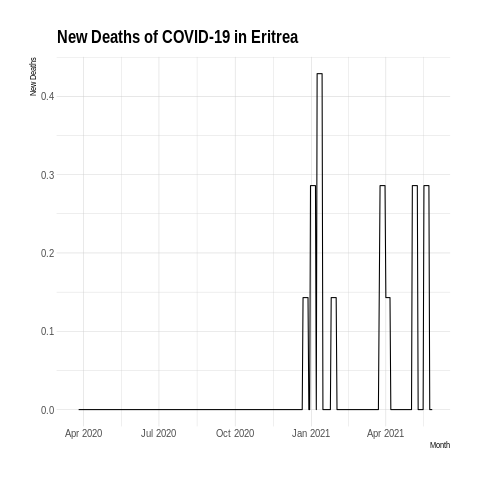 New Deaths of COVID-19 in Eritrea
New Deaths
0.4
0.3
0.2
0.1
0.0
Apr 2020 Jul 2020 Oct 2020 Jan 2021 Apr 2021
Month